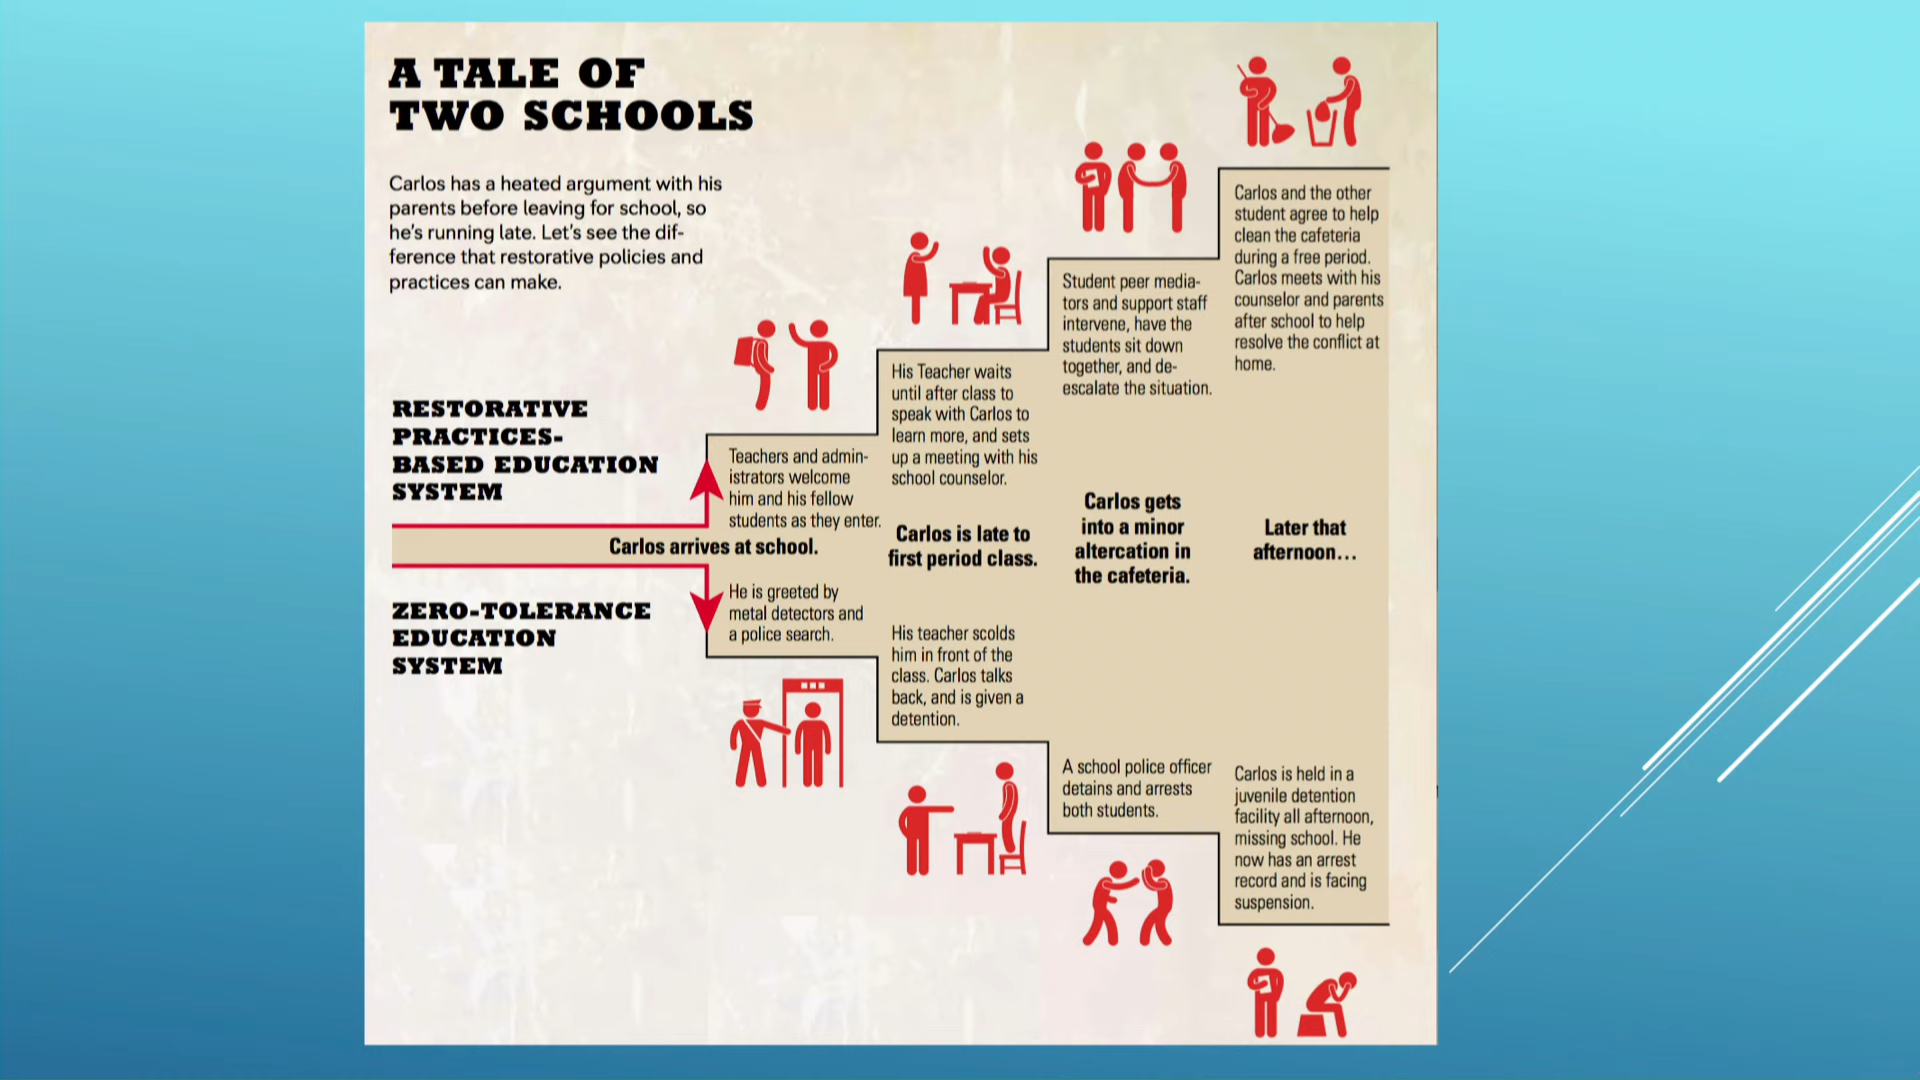 A TALE OF
TWO SCHOOLS
Carlos has a heated argument with his
parents before leaving for school, so
he's running late. Let's see the dif-
ference that restorative policies and
practices can make.
RESTORATIVE
PRACTICES-
BASED EDUCATION
SYSTEM
Teachers and admin-
istrators welcome
him and his fellow
students as they enter.
His Teacher waits
until after class to
speak with Carlos to
learn more, and sets
up a meeting with his
school counselor.
Student peer media-
tors and support staff
intervene, have the
students sit down
together, and de-
escalate the situation.
Carlos and the other
student agree to help
clean the cafeteria
during a free period.
Carlos meets with his
counselor and parents
after school to help
resolve the conflict at
home.
Carlos arrives at school.
Carlos is late to
first period class.
Carlos gets
into a minor
altercation in
the cafeteria.
Later that
afternoon...
ZERO-TOLERANCE
EDUCATION
SYSTEM
He is greeted by
metal detectors and
a police search.
His teacher scolds
him in front of the
class. Carlos talks
back, and is given a
detention.
A school police officer
detains and arrests
both students.
Carlos is held in a
juvenile detention
facility all afternoon,
missing school. He
now has an arrest
record and is facing
suspension.